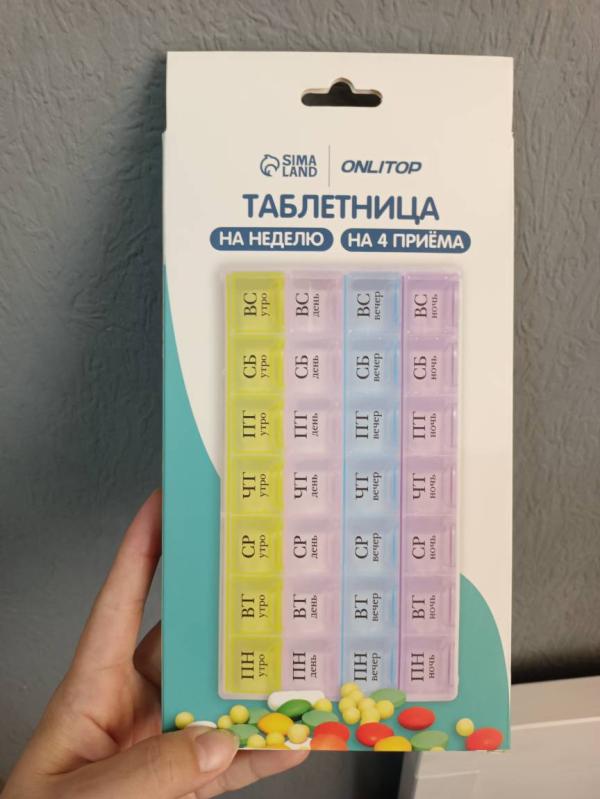 SIMA
LAND
ONLITOP
ТАБЛЕТНИЦА
НА НЕДЕЛЮ НА 4 ПРИЁМА
ВС утро ВС день ВС вечер ВС ночь
СБ утро СБ день СБ вечер СБ ночь
ПТ утро ПТ день ПТ вечер ПТ ночь
ЧТ утро ЧТ день ЧТ вечер ЧТ ночь
СР утро СР день СР вечер СР ночь
ВТ утро ВТ день ВТ вечер ВТ ночь
ПН утро ПН день ПН вечер ПН ночь